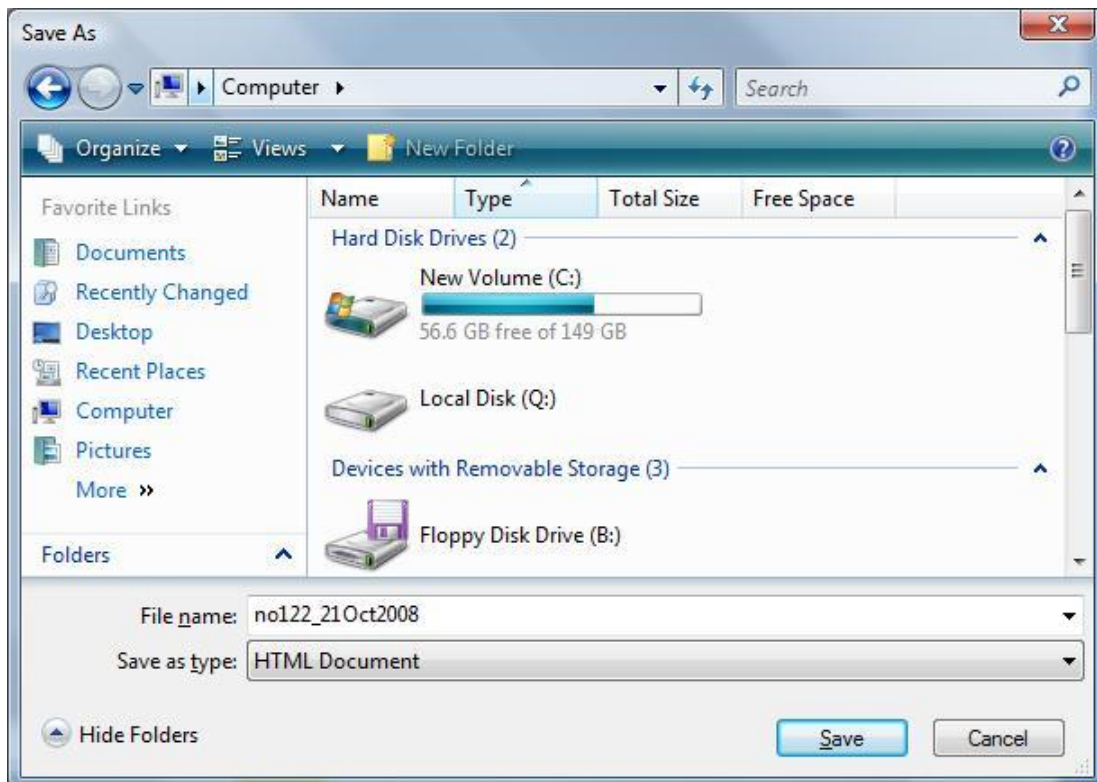 Save As
Computer
Search
Organize Views New Folder
Favorite Links
Documents
Recently Changed
Desktop
Recent Places
Computer
Pictures
More
Folders
Name Type Total Size Free Space
Hard Disk Drives (2)
New Volume (C:)
56.6 GB free of 149 GB
Local Disk (Q:)
Devices with Removable Storage (3)
Floppy Disk Drive (B:)
File name: no122_21Oct2008
Save as type: HTML Document
Hide Folders Save Cancel